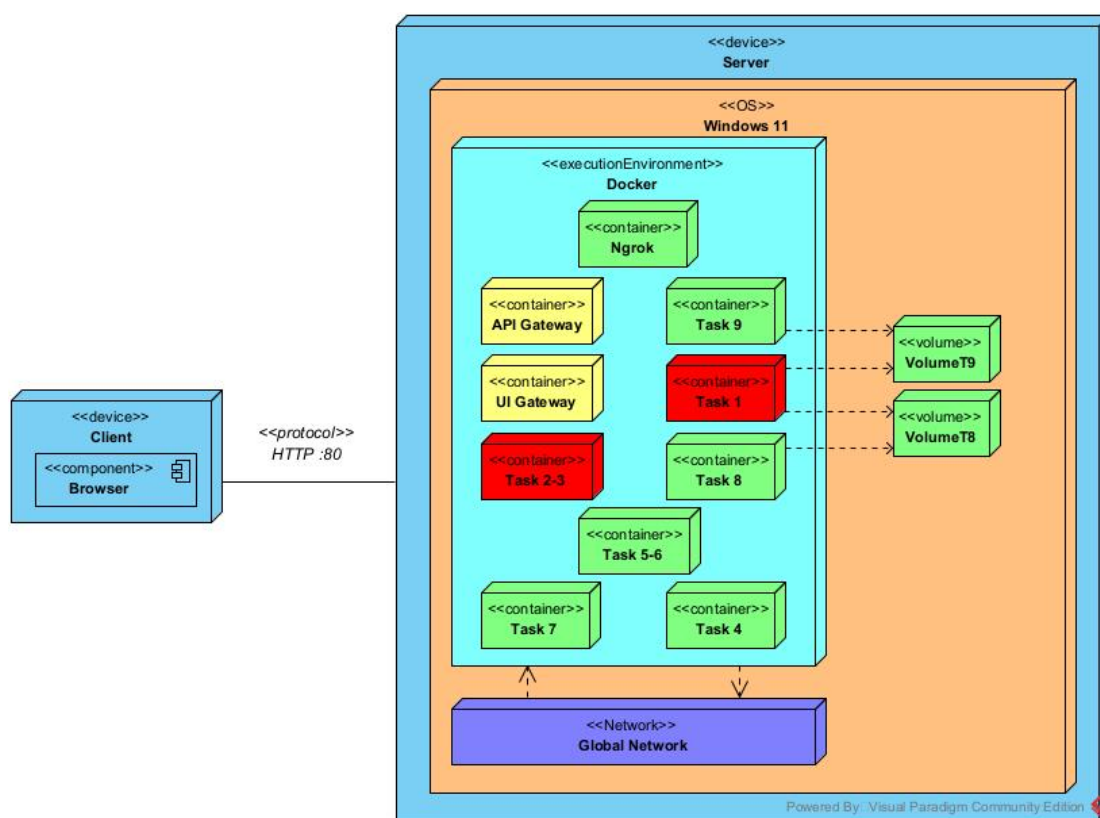 <<device>>
Server
<<OS>>
Windows 11
<<executionEnvironment>>
Docker
<<container>>
Ngrok
<<container>>
API Gateway
<<container>>
Task 9
<<volume>>
VolumeT9
<<container>>
UI Gateway
<<container>>
Task 1
<<volume>>
VolumeT8
<<device>>
Client
<<component>>
Browser
<<protocol>>
HTTP :80
<<container>>
Task 2-3
<<container>>
Task 8
<<container>>
Task 5-6
<<container>>
Task 7
<<container>>
Task 4
<<Network>>
Global Network
Powered By: Visual Paradigm Community Edition